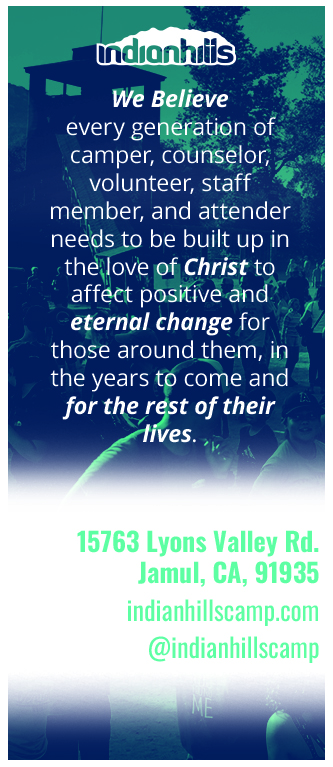 indianhills
We Believe
every generation of
camper, counselor,
volunteer, staff
member, and attender
needs to be built up in
the love of Christ to
affect positive and
eternal change for
those around them, in
the years to come and
for the rest of their
lives.
15763 Lyons Valley Rd.
Jamul, CA, 91935
indianhillscamp.com
@indianhillscamp
ME